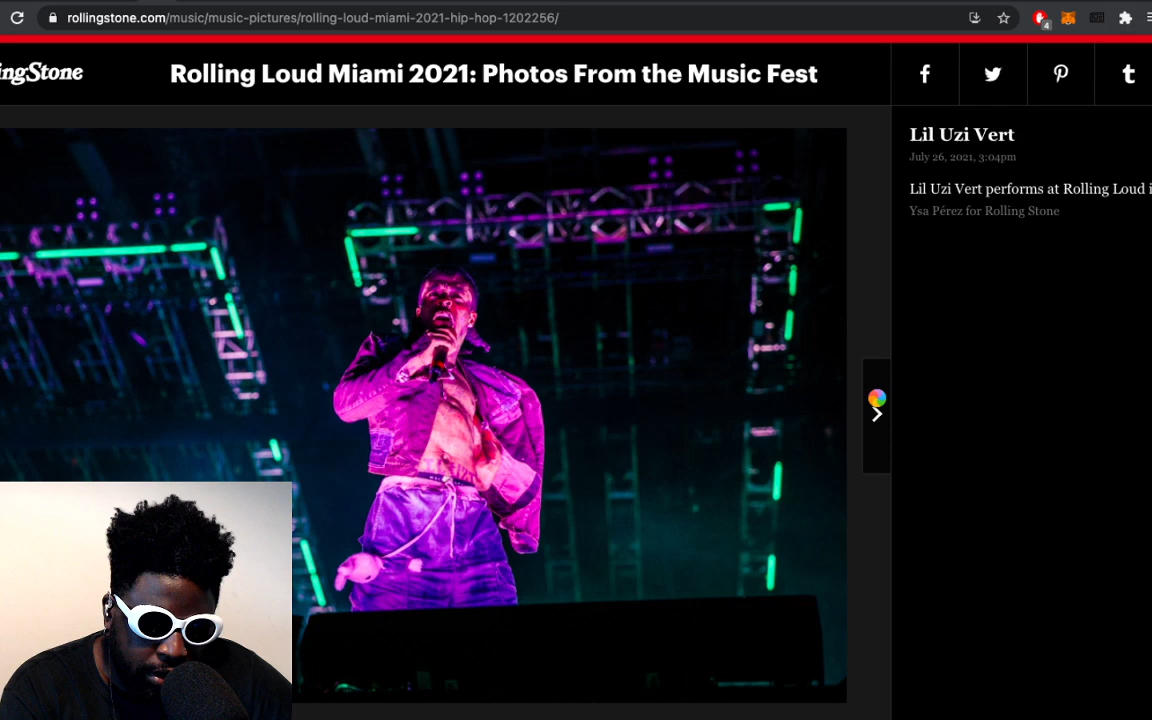 rollingstone.com/music/music-pictures/rolling-loud-miami-2021-hip-hop-1202256/
4
ingStone
Rolling Loud Miami 2021: Photos From the Music Fest
Lil Uzi Vert
July 26, 2021, 3:04pm
Lil Uzi Vert performs at Rolling Loud i
Ysa Pérez for Rolling Stone